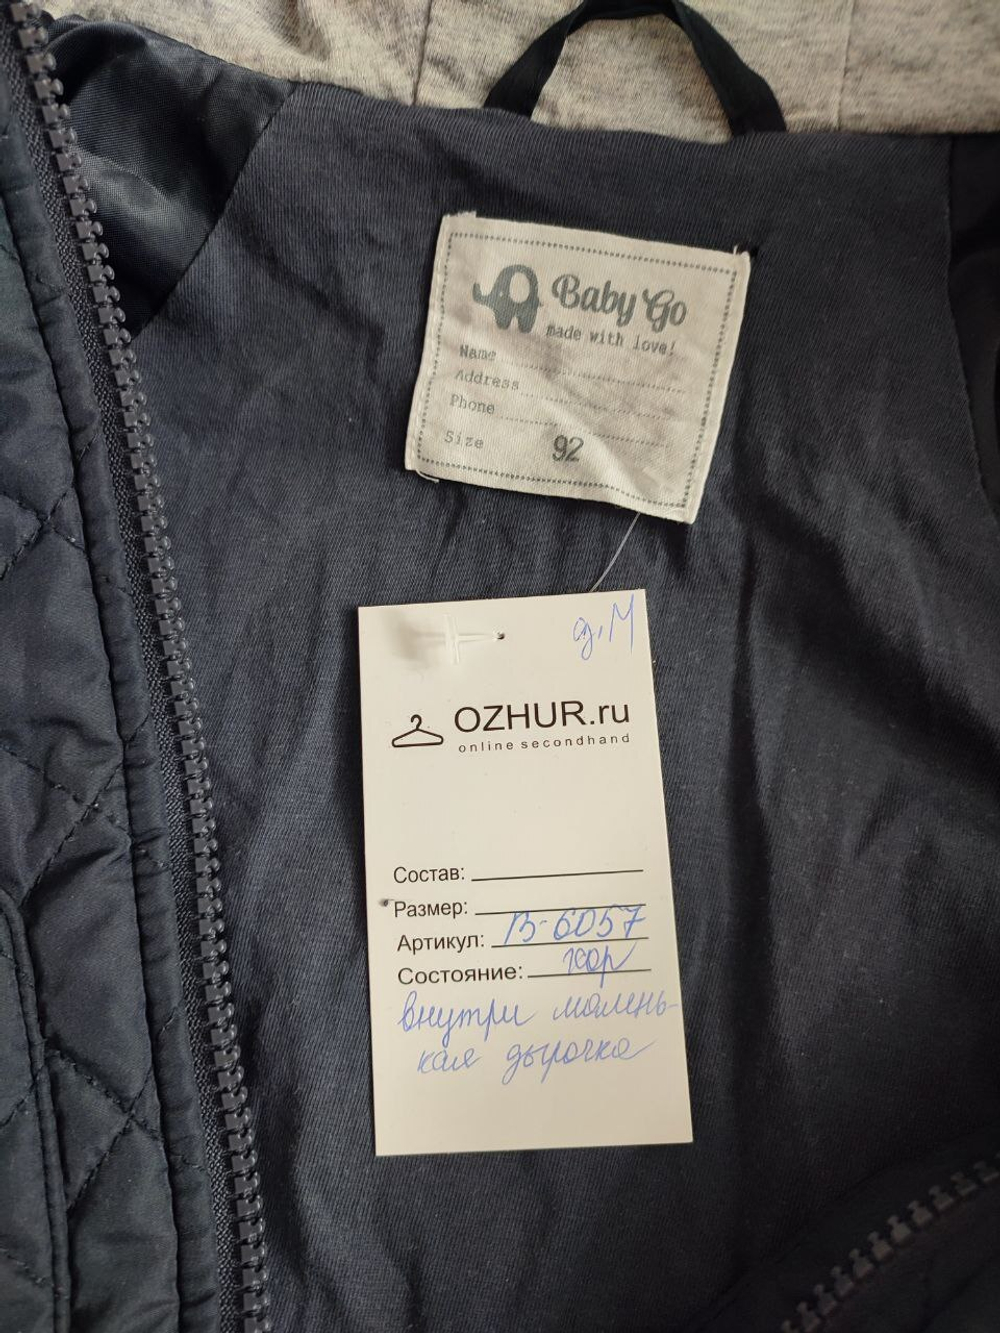 Baby Go
made with love!
Name
Address
Phone
Size 92
д.М
OZHUR.ru
online secondhand
Состав:
Размер:
Артикул: В-6057
Состояние: хор
внутри малень-
кая дырочка